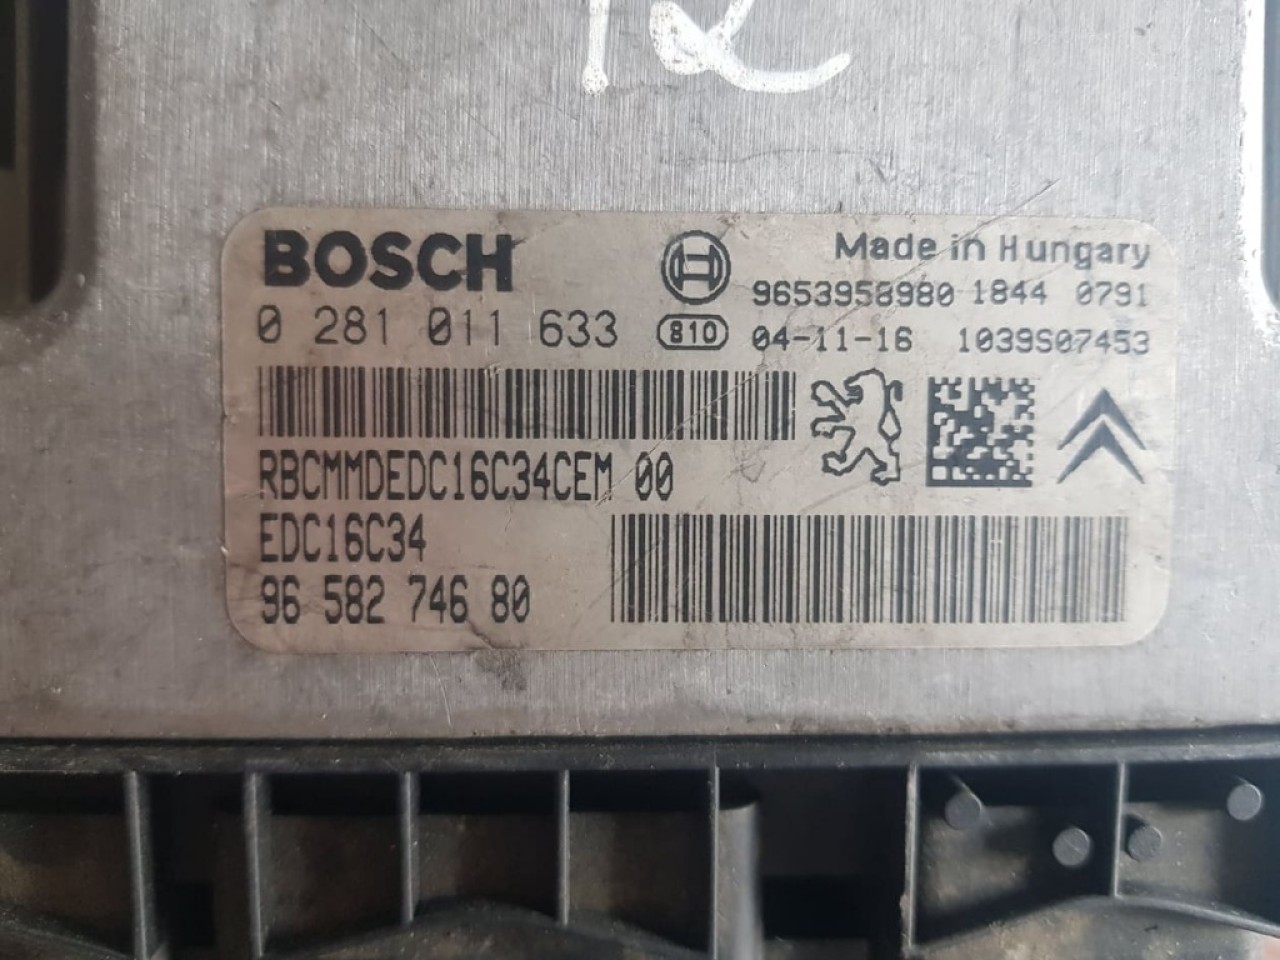 12
BOSCH
Made in Hungary
9653958980 1844 0791
0 281 011 633
810
04-11-16 1039S07453
RBCMMDEDC16C34CEM 00
EDC16C34
96 582 746 80